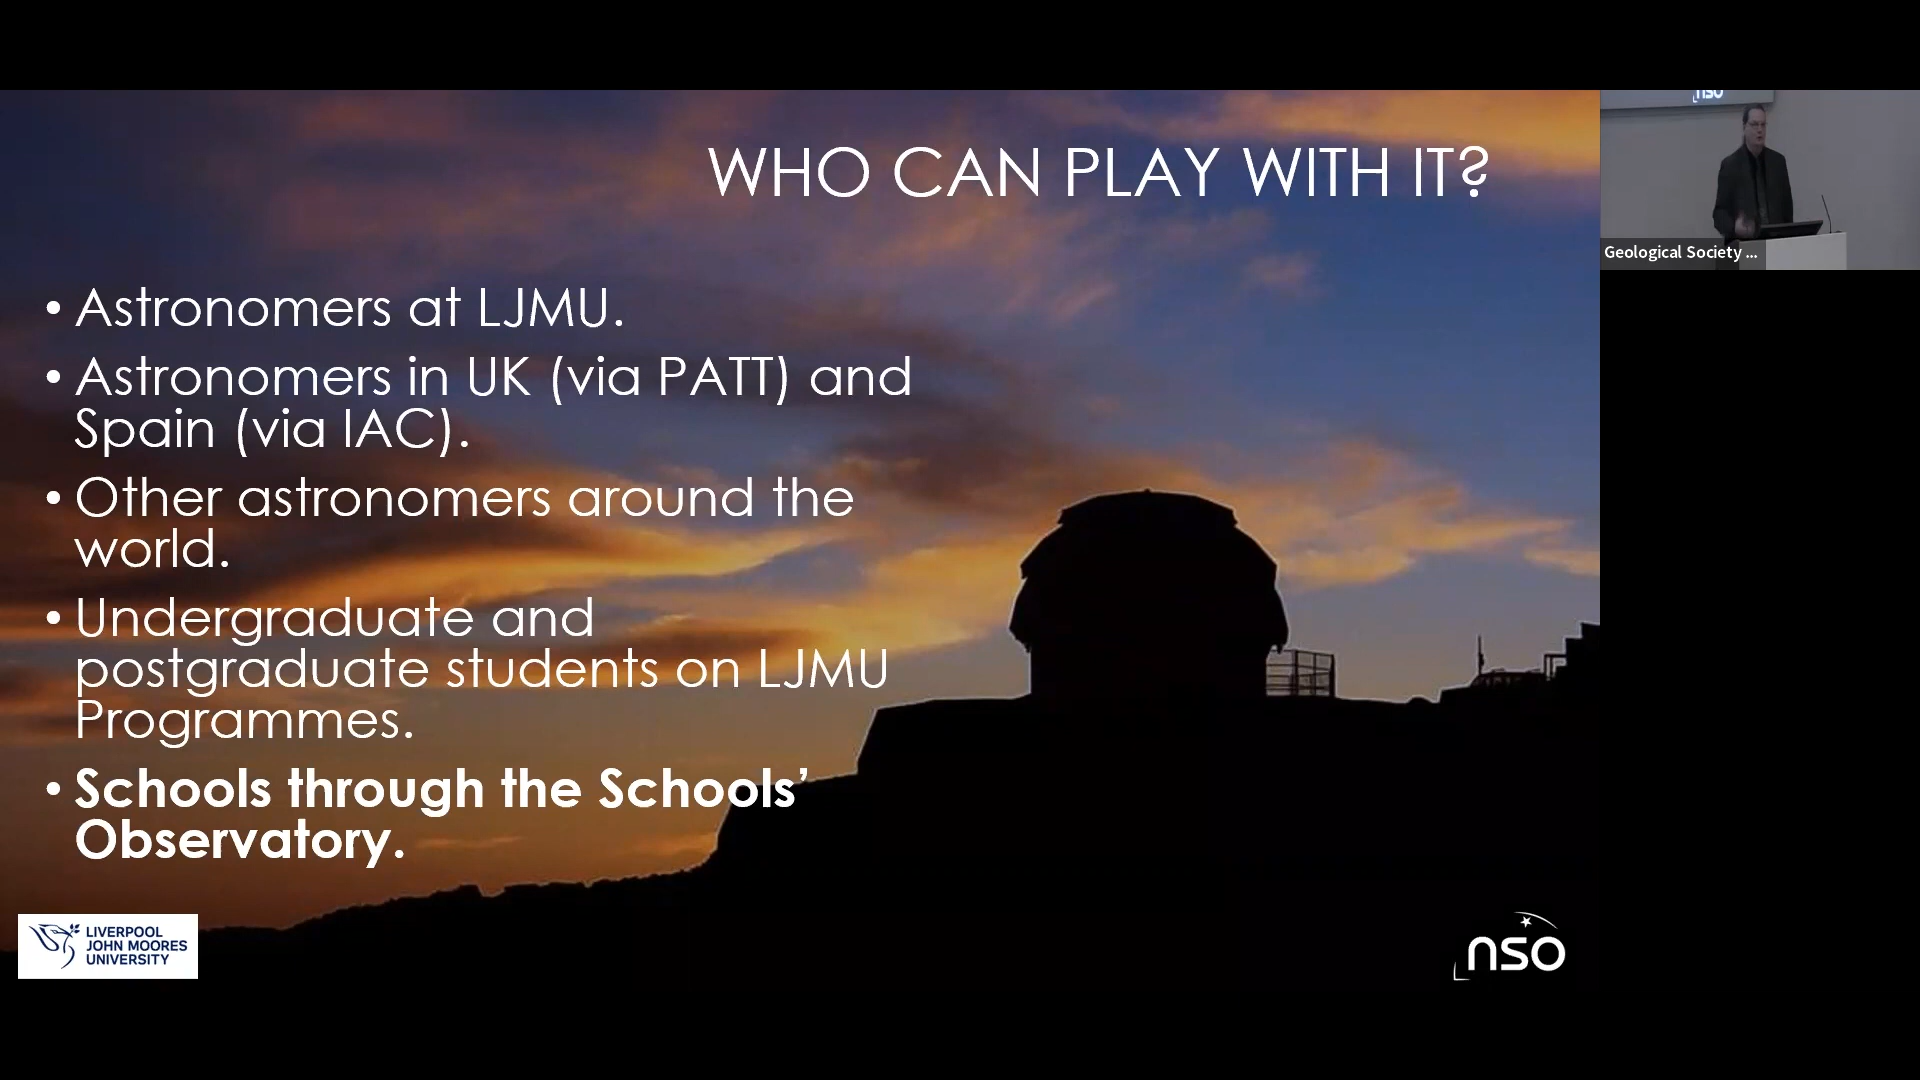 WHO CAN PLAY WITH IT?
• Astronomers at LJMU.
• Astronomers in UK (via PATT) and
Spain (via IAC).
• Other astronomers around the
world.
• Undergraduate and
postgraduate students on LJMU
Programmes.
• Schools through the Schools’
Observatory.
LIVERPOOL
JOHN MOORES
UNIVERSITY
nso
nso
Geological Society ...